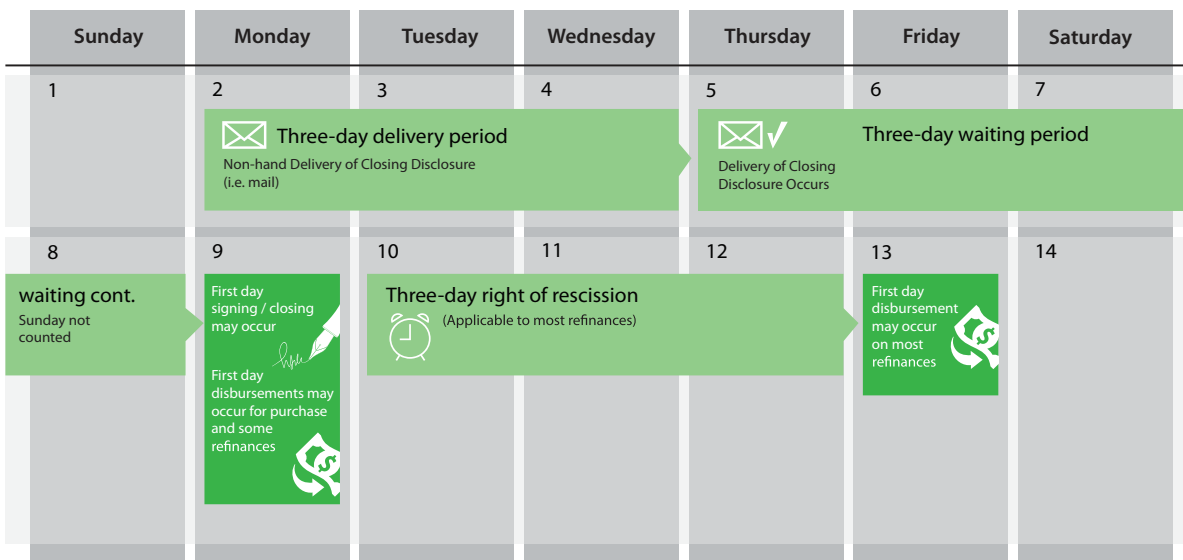 Sunday Monday Tuesday Wednesday Thursday Friday Saturday
1 2 3 4 5 6 7
Three-day delivery period
Non-hand Delivery of Closing Disclosure
(i.e. mail)
Three-day waiting period
Delivery of Closing
Disclosure Occurs
8 9 10 11 12 13 14
waiting cont.
Sunday not
counted
First day
signing / closing
may occur
First day
disbursements may
occur for purchase
and some
refinances
Three-day right of rescission
(Applicable to most refinances)
First day
disbursement
may occur
on most
refinances